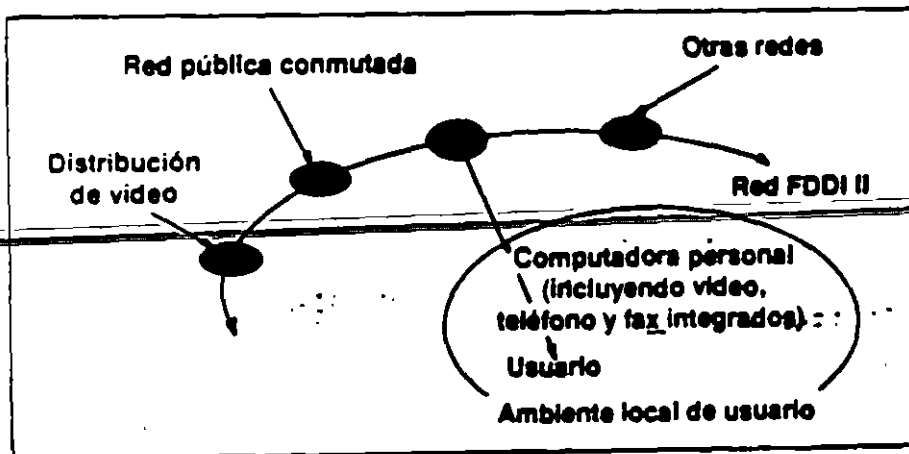 Otras redes
Red pública conmutada
Distribución
de video
Red FDDI II
Computadora personal
(incluyendo video,
teléfono y fax integrados)
Usuario
Ambiente local de usuario